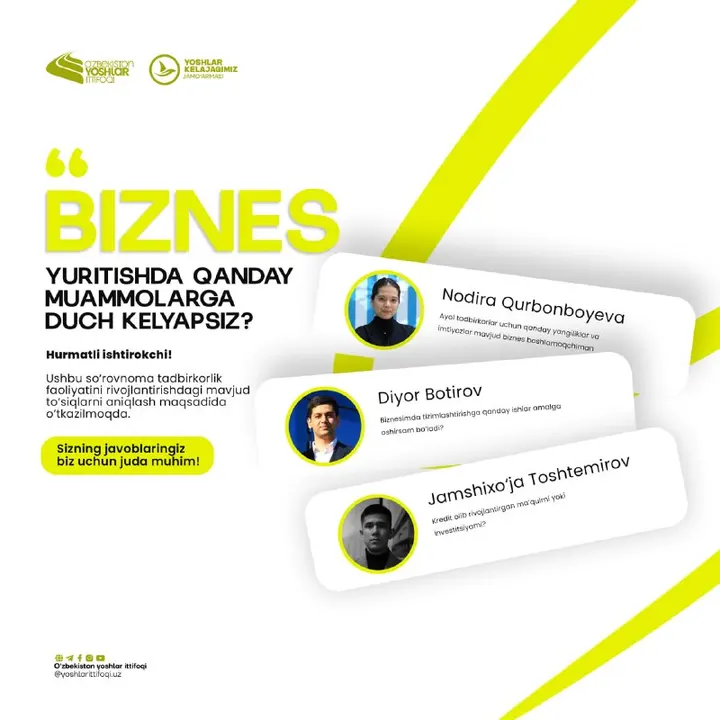 O'ZBEKISTON
YOSHLAR
ITTIFOQI
YOSHLAR
KELAJAGIMIZ
JAMG'ARMASI
“
BIZNES
YURITISHDA QANDAY
MUAMMOLARGA
DUCH KELYAPSIZ?
Hurmatli ishtirokchi!
Ushbu so‘rovnoma tadbirkorlik
faoliyatini rivojlantirishdagi mavjud
to‘siqlarni aniqlash maqsadida
o‘tkazilmoqda.
Sizning javoblaringiz
biz uchun juda muhim!
Nodira Qurbonboyeva
Ayol tadbirkorlar uchun qanday yangiliklar va
imtiyozlar mavjud biznes boshlamoqchiman
Diyor Botirov
Biznesimda tizimlashtirishga qanday ishlar amalga
oshirsam bo‘ladi?
Jamshixo‘ja Toshtemirov
Kredit olib rivojlantirgan ma’qulmi yoki
investitsiyami?
O‘zbekiston yoshlar ittifoqi
@yoshlarittifoqi.uz